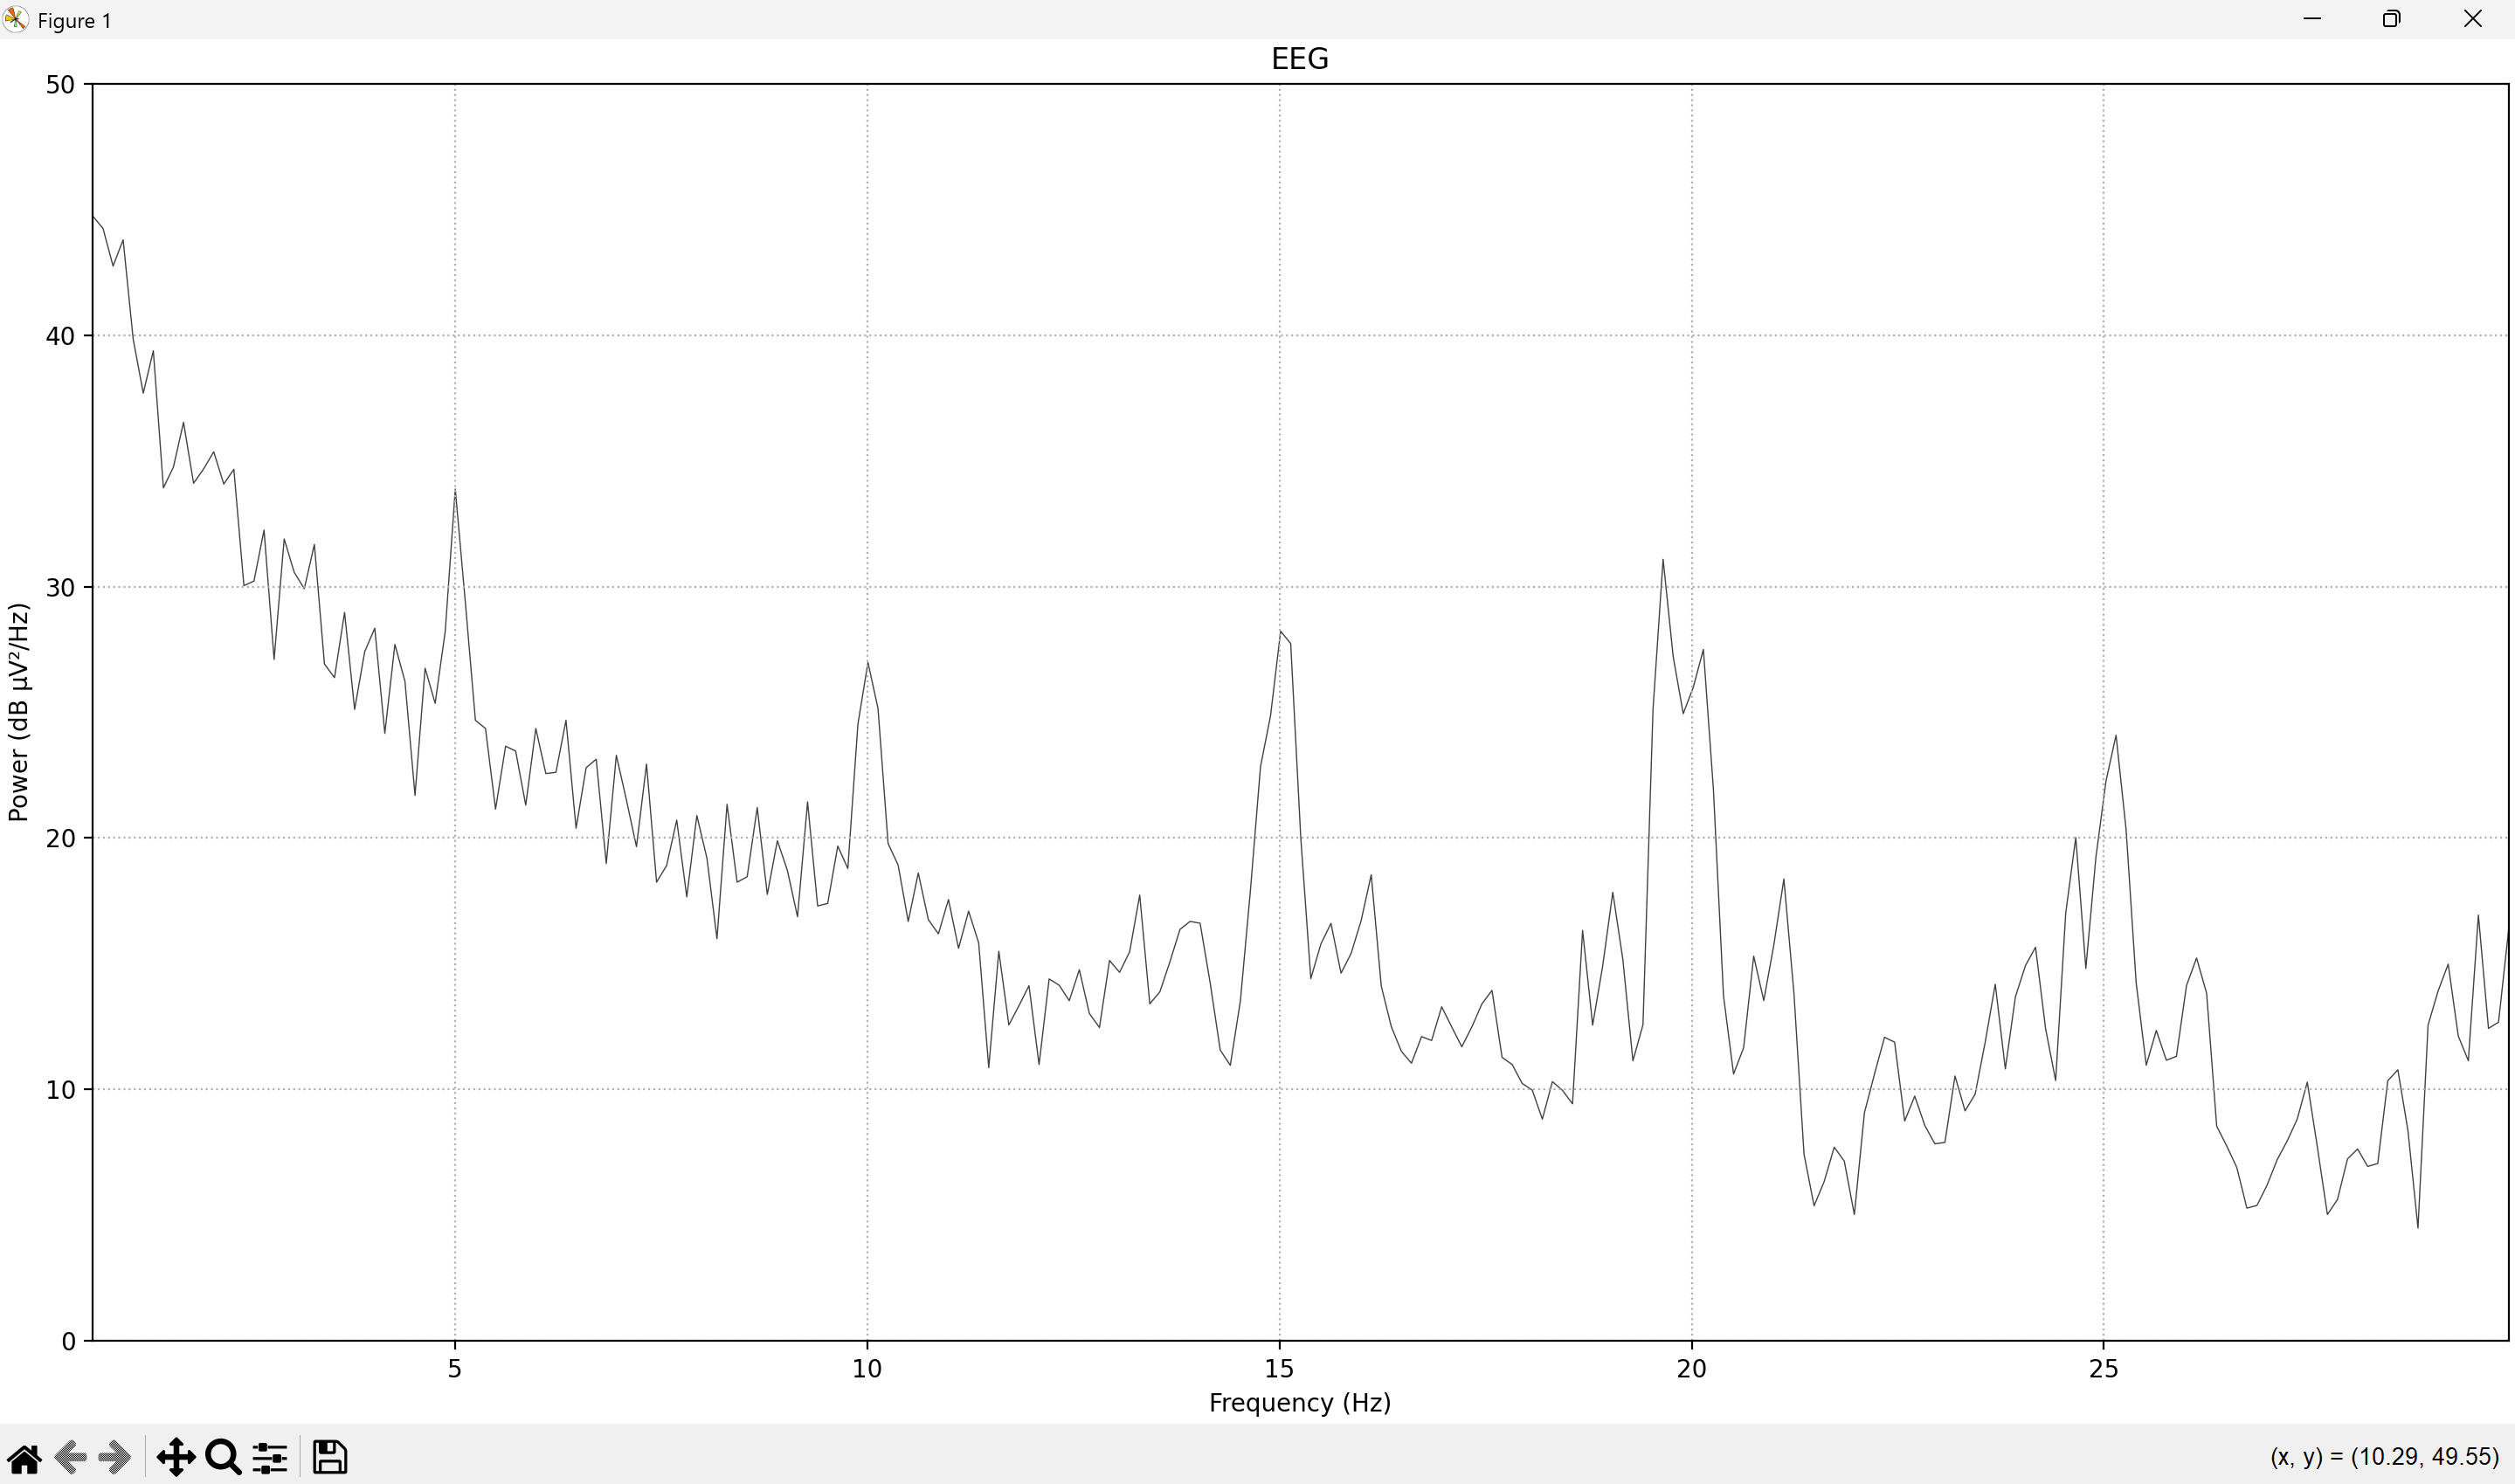 Figure 1
EEG
50
40
30
20
10
0
Power (dB µV²/Hz)
5
10
15
20
25
Frequency (Hz)
(x, y) = (10.29, 49.55)